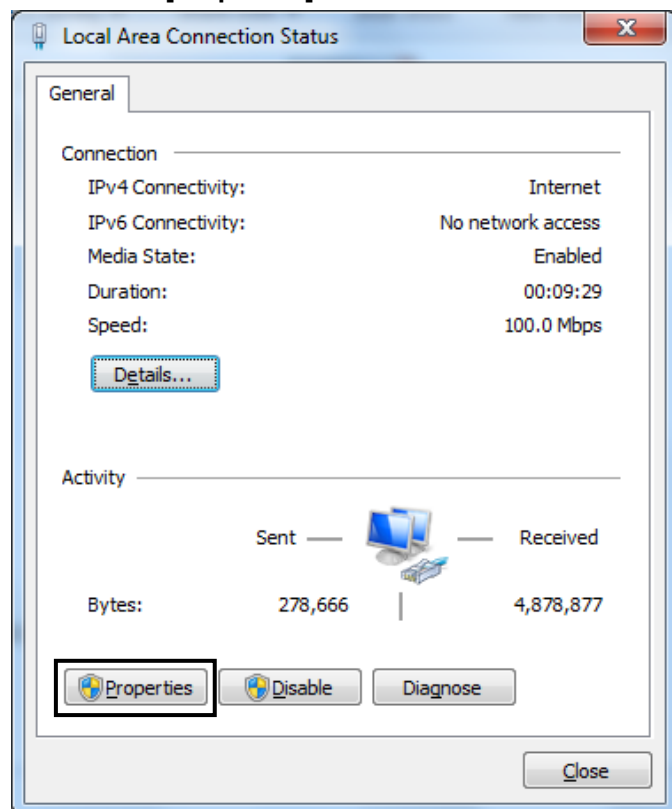 Local Area Connection Status
General
Connection
IPv4 Connectivity: Internet
IPv6 Connectivity: No network access
Media State: Enabled
Duration: 00:09:29
Speed: 100.0 Mbps
Details...
Activity
Sent Received
Bytes: 278,666 4,878,877
Properties Disable Diagnose
Close